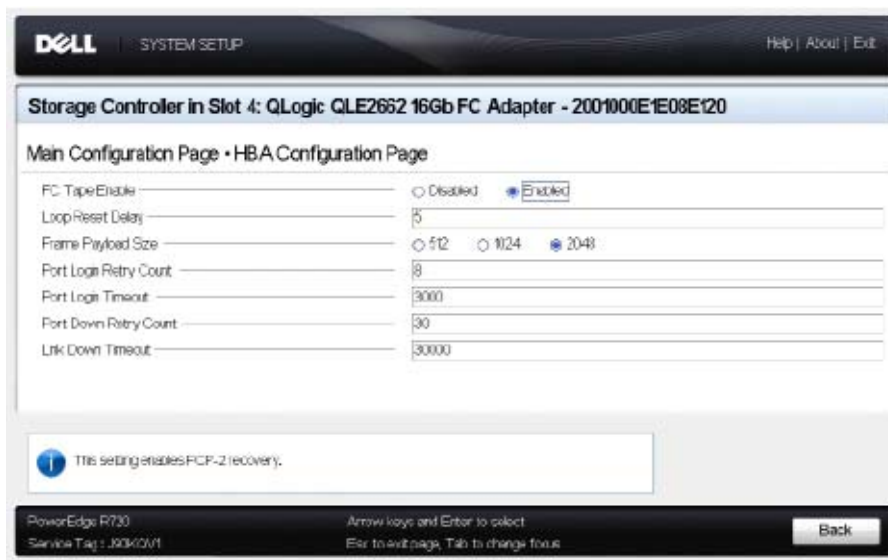 DELL SYSTEM SETUP Help | About | Exit
Storage Controller in Slot 4: QLogic QLE2662 16Gb FC Adapter - 2001000E1E08E120
Main Configuration Page • HBA Configuration Page
FC Tape Enable Disabled Enabled
Loop Reset Delay 5
Frame Payload Size 512 1024 2048
Port Login Retry Count 8
Port Login Timeout 3000
Port Down Retry Count 30
Link Down Timeout 30000
This setting enables FCP-2 recovery.
PowerEdge R730 Arrow keys and Enter to select
Service Tag : Esc to exit page, Tab to change focus Back